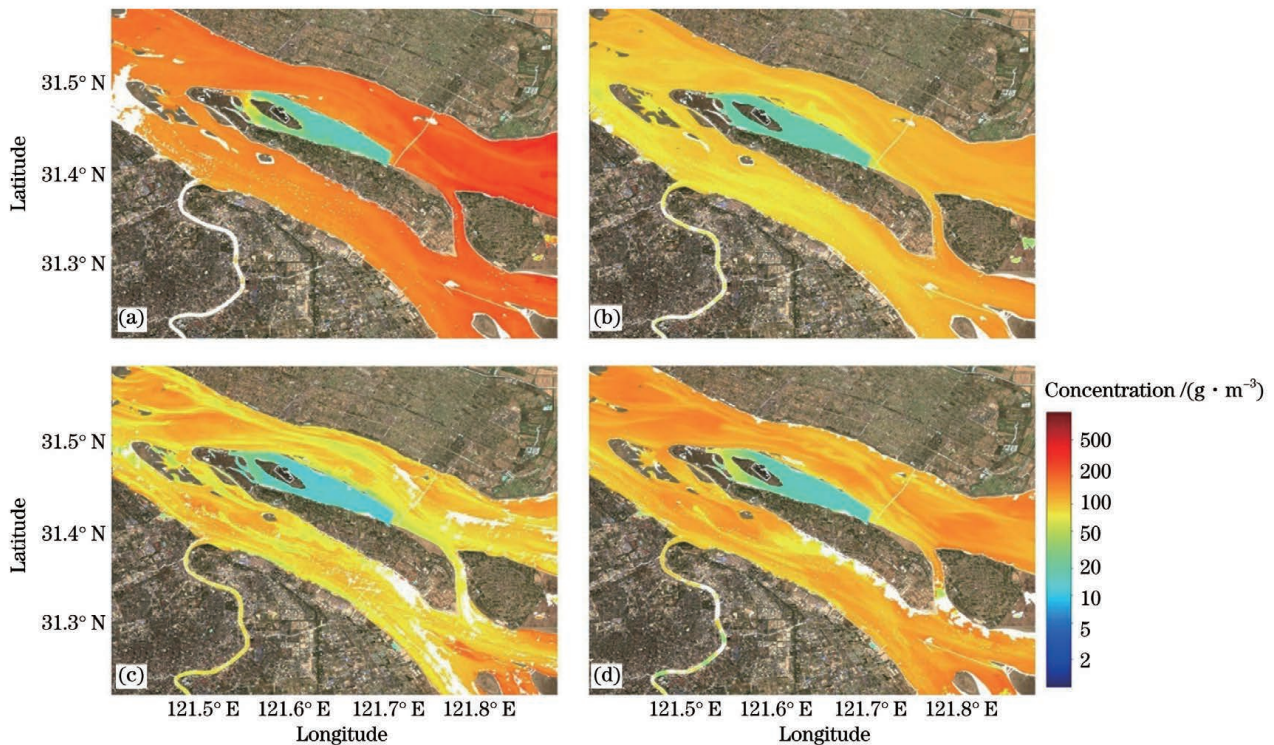 31.5° N
31.4° N
31.3° N
Latitude
(a)
(b)
31.5° N
31.4° N
31.3° N
Latitude
(c)
(d)
121.5° E 121.6° E 121.7° E 121.8° E
Longitude
121.5° E 121.6° E 121.7° E 121.8° E
Longitude
Concentration /(g · m⁻³)
500
200
100
50
20
10
5
2